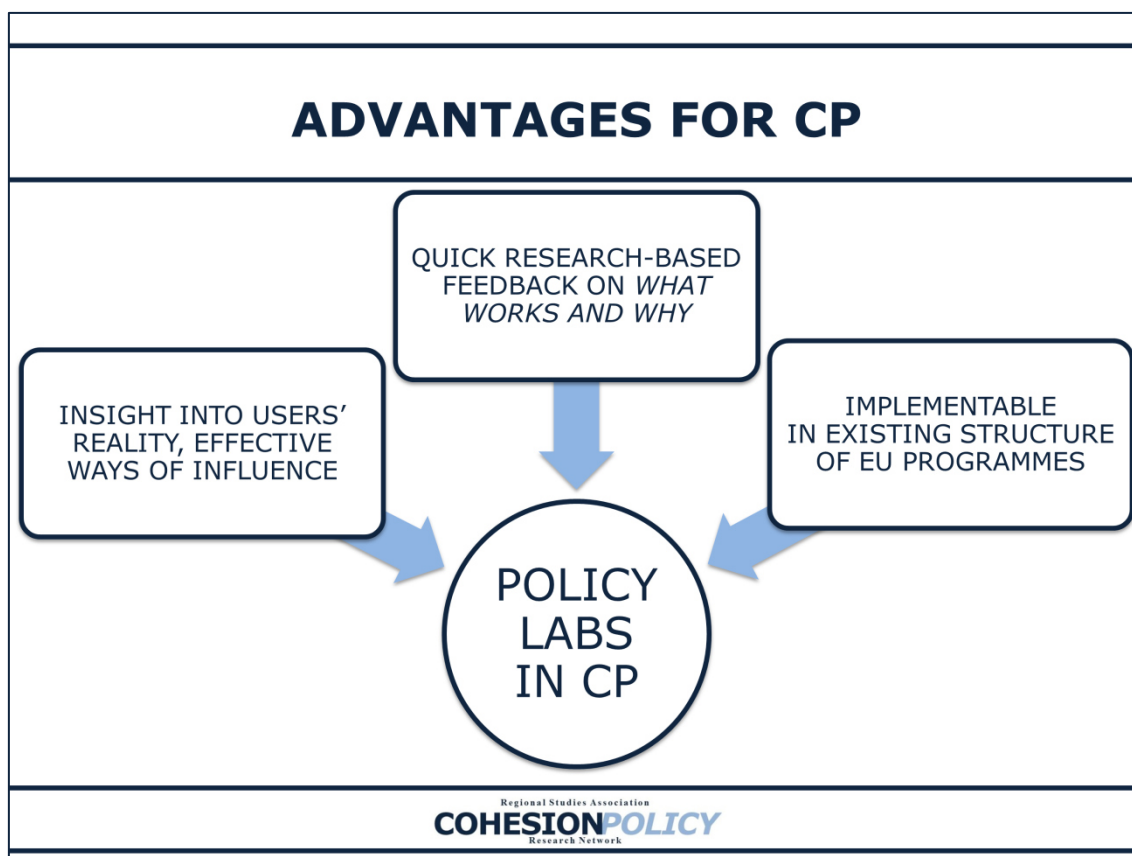 ADVANTAGES FOR CP
QUICK RESEARCH-BASED
FEEDBACK ON WHAT
WORKS AND WHY
INSIGHT INTO USERS’
REALITY, EFFECTIVE
WAYS OF INFLUENCE
IMPLEMENTABLE
IN EXISTING STRUCTURE
OF EU PROGRAMMES
POLICY
LABS
IN CP
Regional Studies Association
COHESIONPOLICY
Research Network